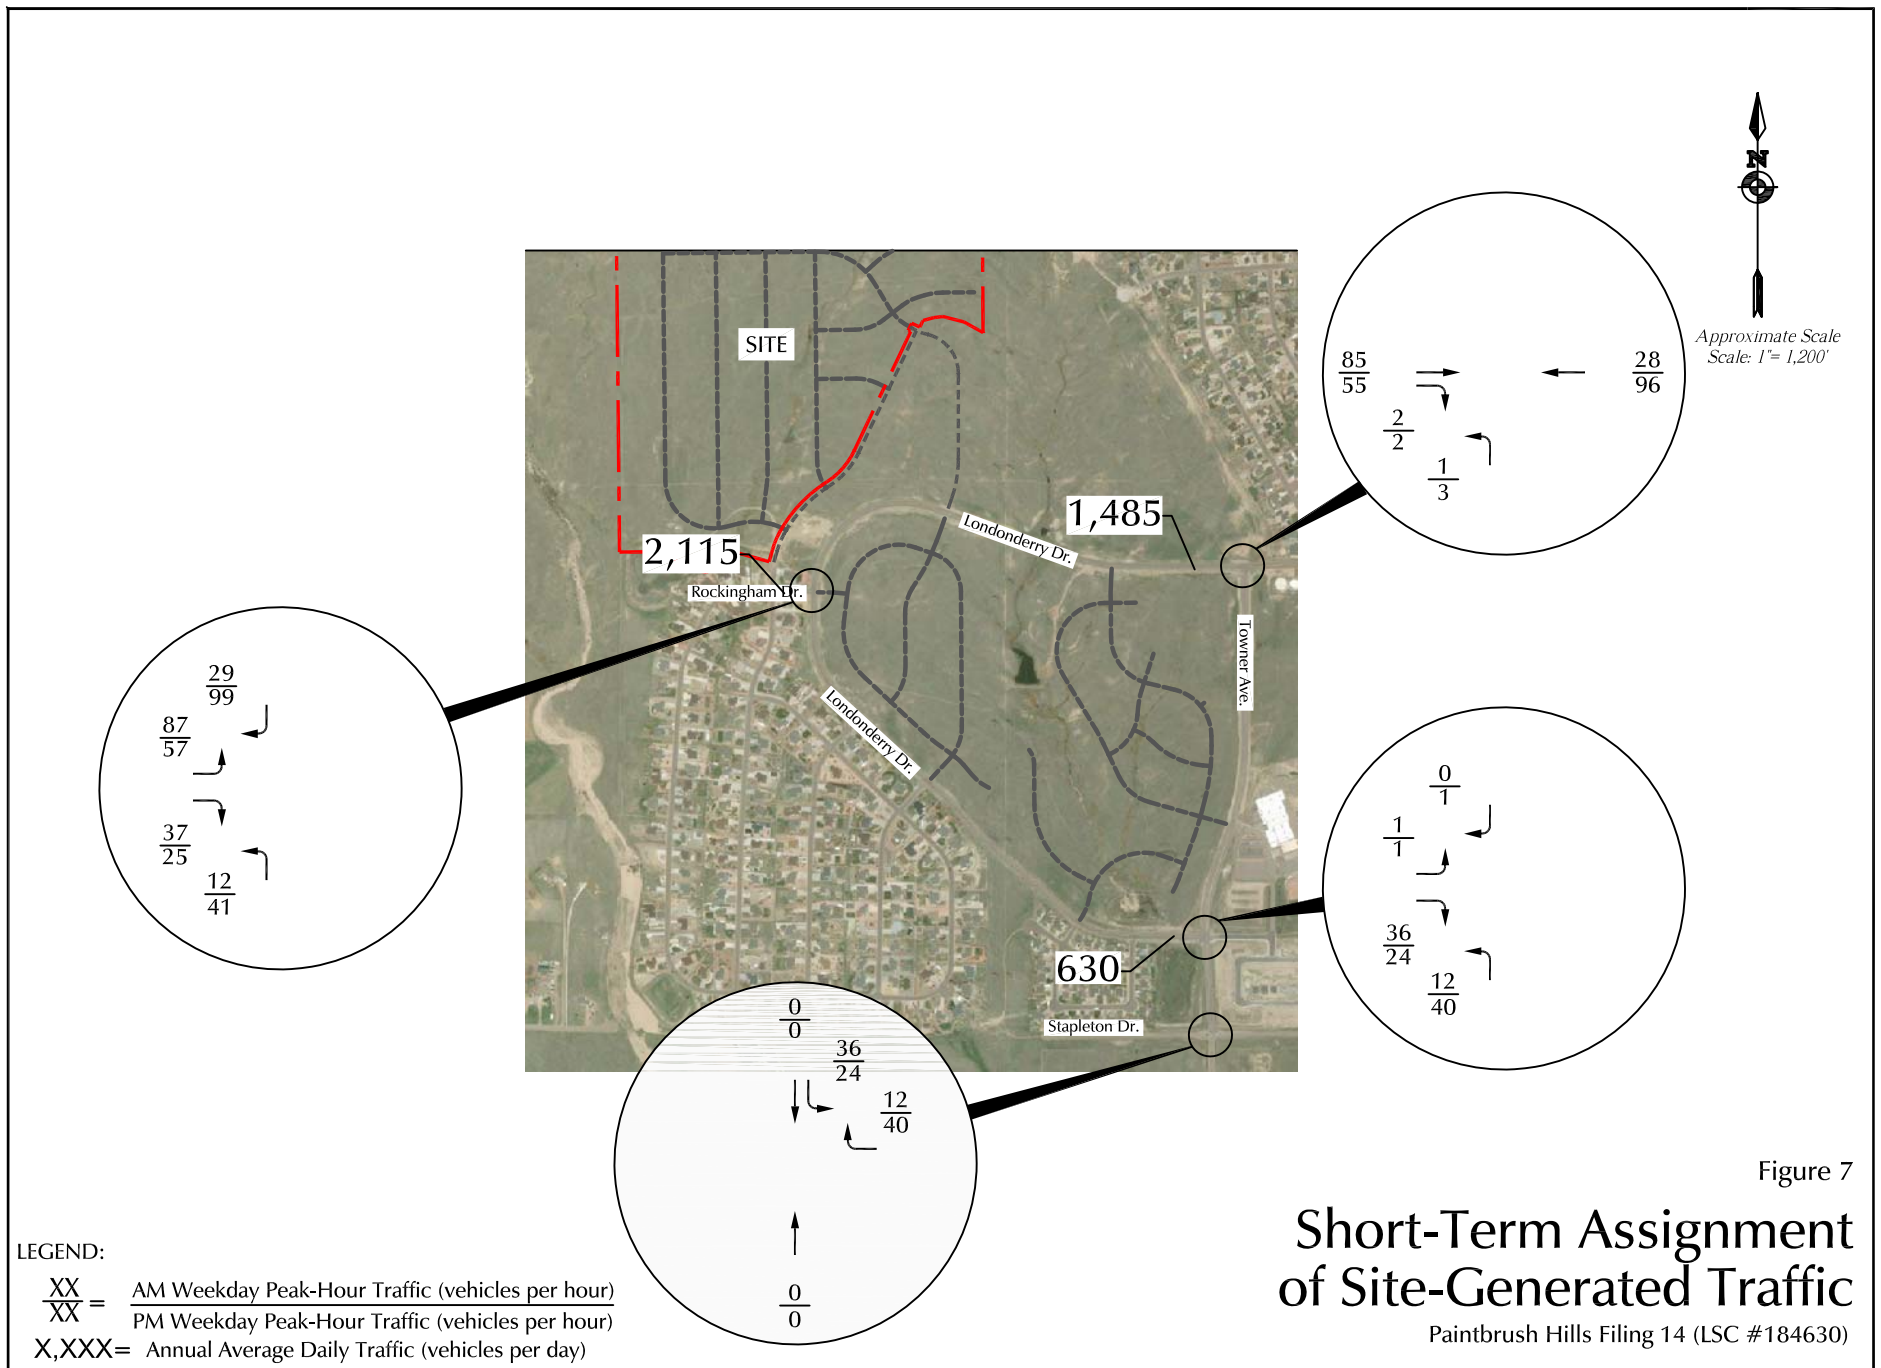 N
Approximate Scale
Scale: 1"= 1,200'
85
55
28
96
2
2
1
3
SITE
1,485
Londonderry Dr.
2,115
Rockingham Dr.
Towner Ave.
29
99
87
57
37
25
12
41
Londonderry Dr.
0
1
1
1
36
24
12
40
630
Stapleton Dr.
0
0
36
24
12
40
0
0
Figure 7
Short-Term Assignment
of Site-Generated Traffic
Paintbrush Hills Filing 14 (LSC #184630)
LEGEND:
XX
XX
=
AM Weekday Peak-Hour Traffic (vehicles per hour)
PM Weekday Peak-Hour Traffic (vehicles per hour)
X,XXX= Annual Average Daily Traffic (vehicles per day)